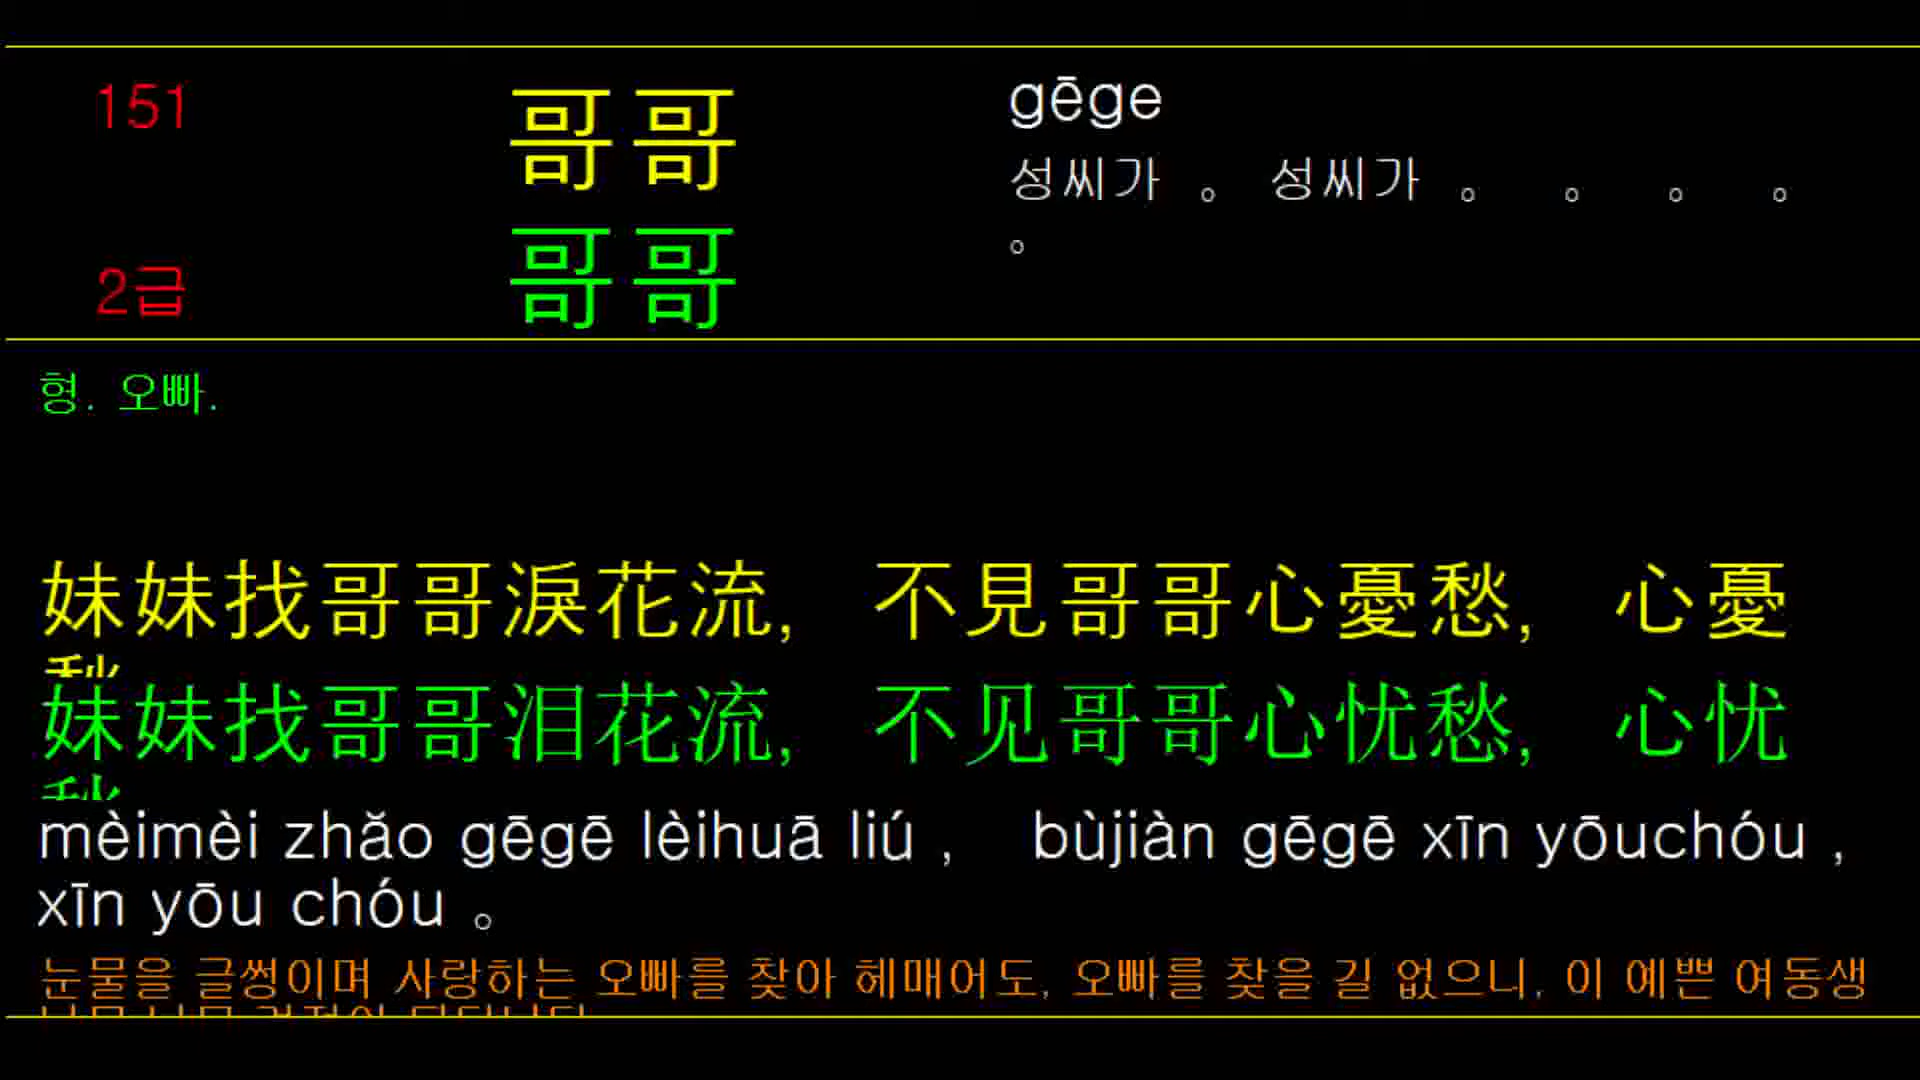 151
哥哥
gēge
성씨가 。 성씨가 。 。 。 。
。
2급
哥哥
형. 오빠.
妹妹找哥哥淚花流, 不見哥哥心憂愁, 心憂
妹妹找哥哥泪花流, 不见哥哥心忧愁, 心忧
mèimèi zhǎo gēgē lèihuā liú , bùjiàn gēgē xīn yōuchóu ,
xīn yōu chóu 。
눈물을 글썽이며 사랑하는 오빠를 찾아 헤매어도, 오빠를 찾을 길 없으니, 이 예쁜 여동생